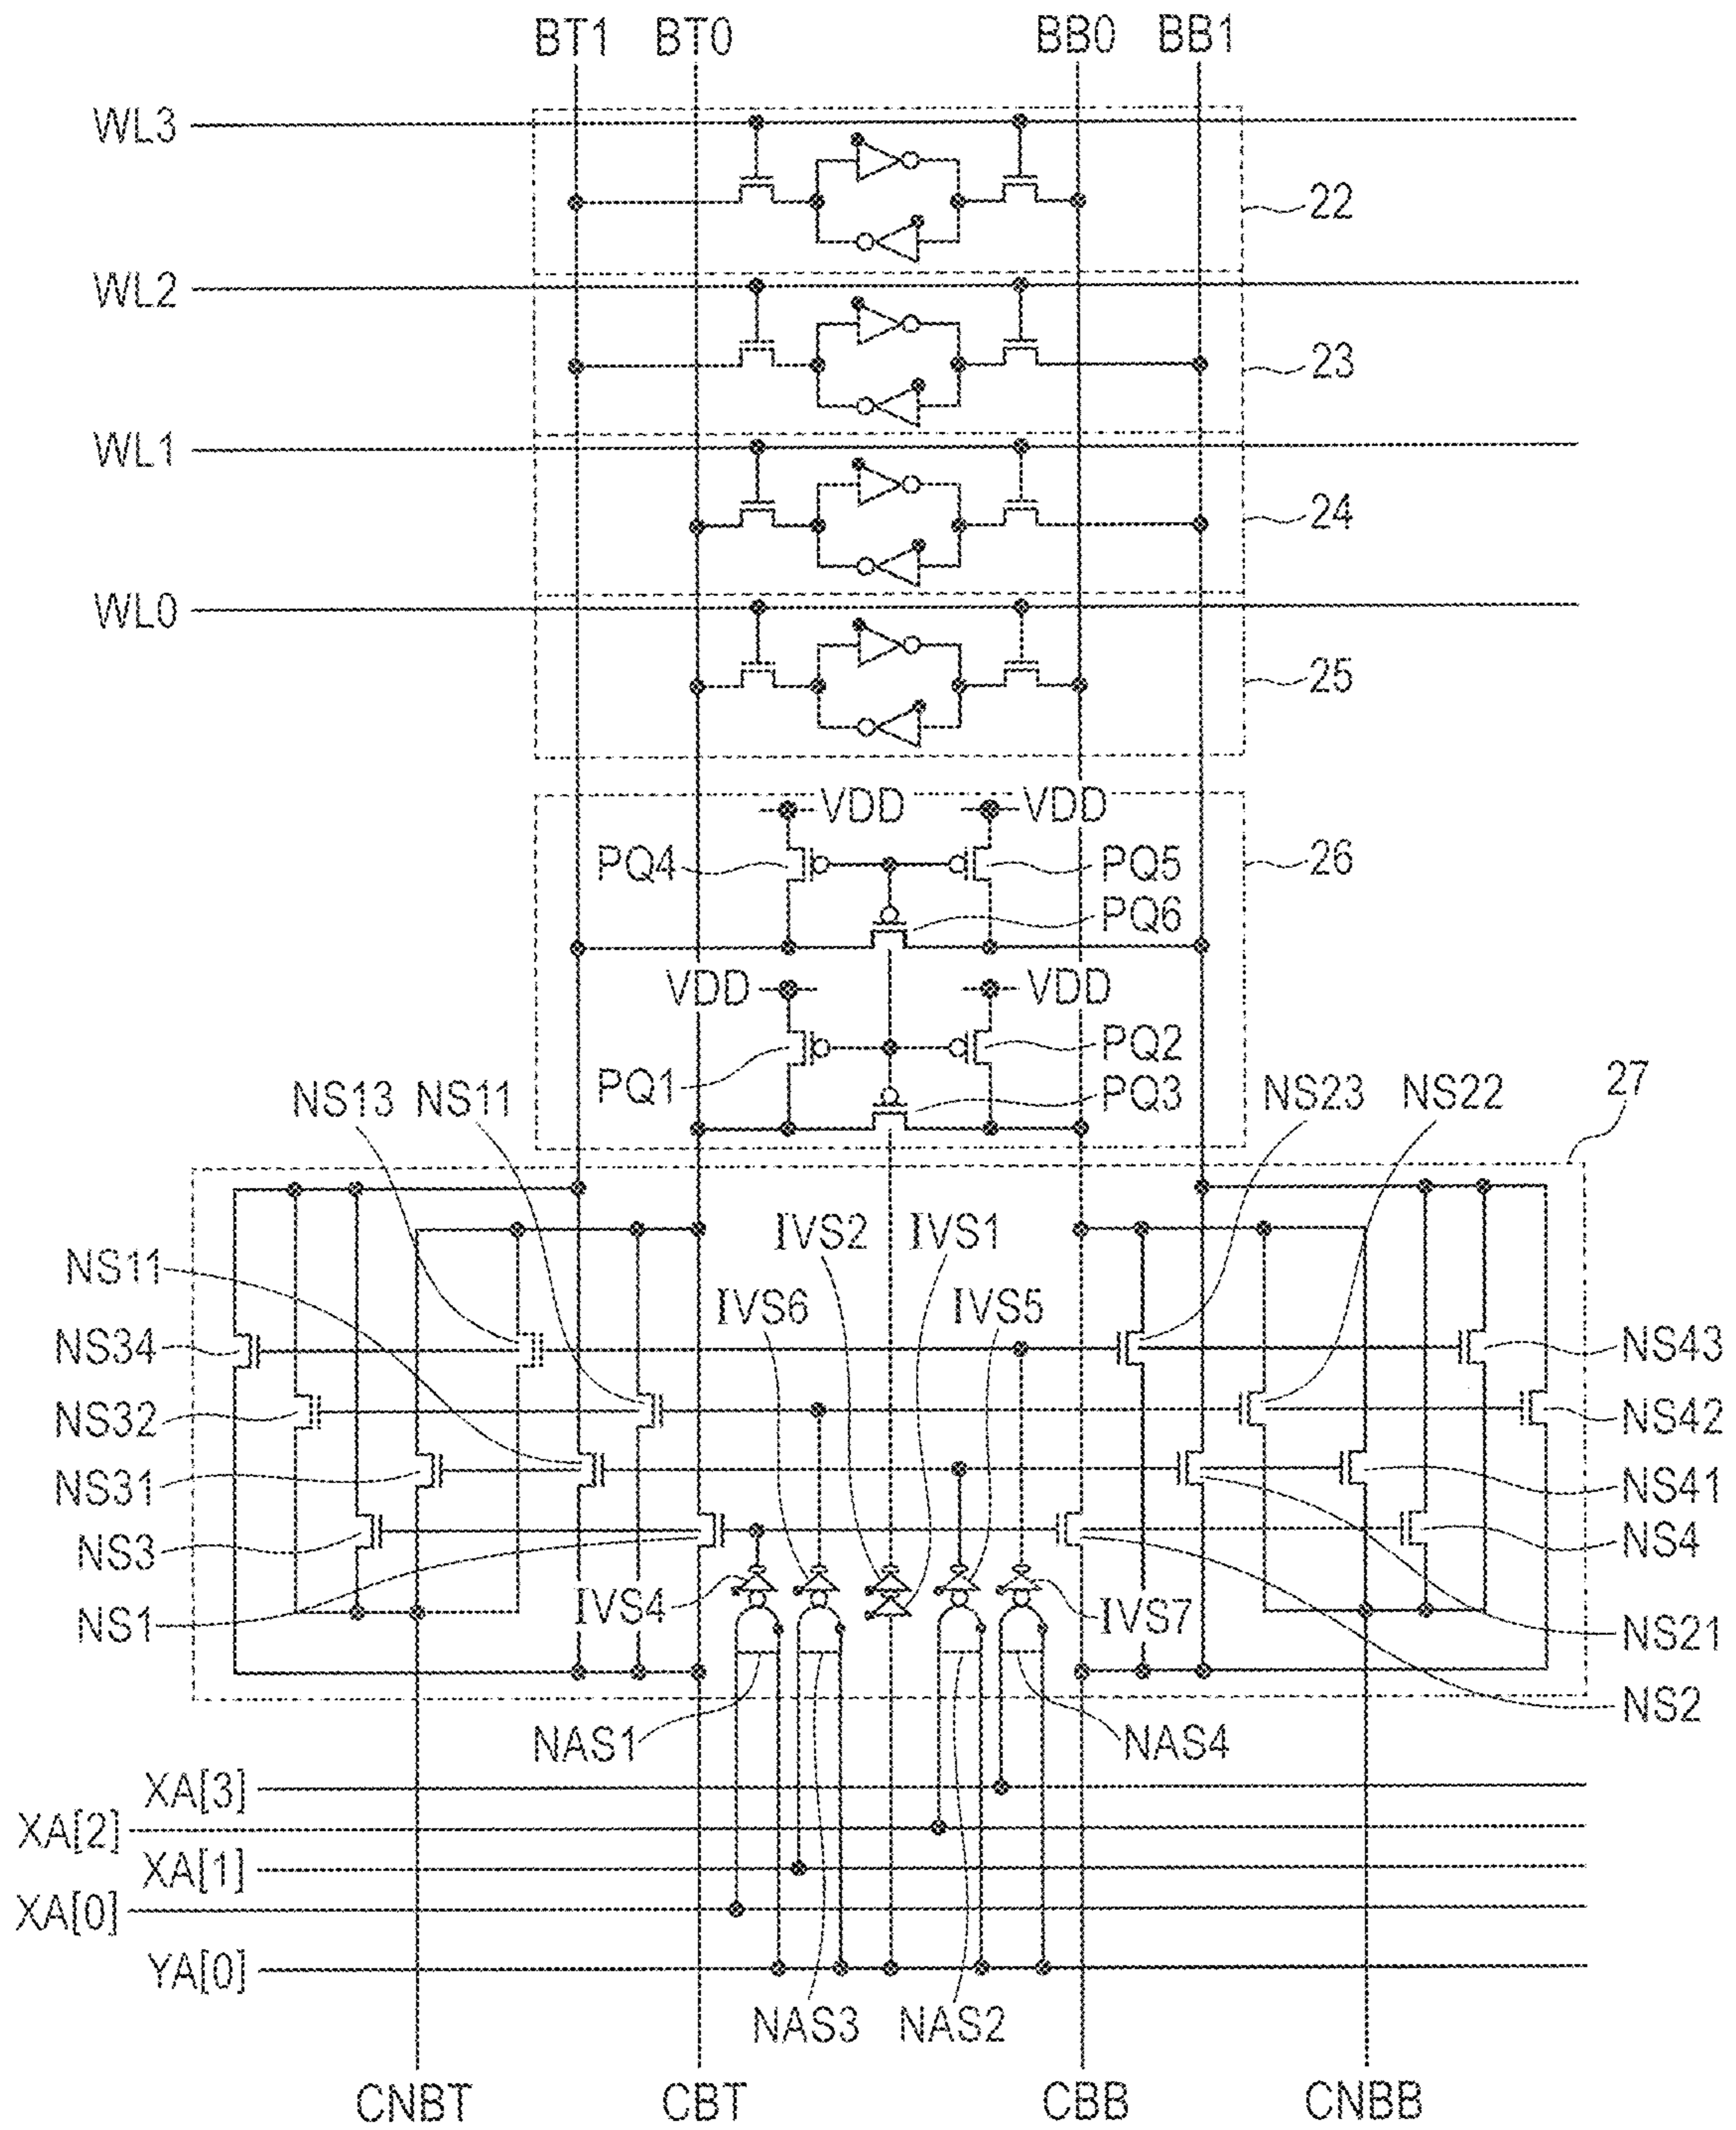 BT1 BT0 BB0 BB1
WL3
22
WL2
23
WL1
24
WL0
25
VDD VDD
PQ4 PQ5 26
PQ6
VDD VDD
PQ2
PQ1 PQ3
NS13 NS11 NS23 NS22 27
IVS2 IVS1
NS11
IVS6 IVS5
NS34 NS43
NS32 NS42
NS31 NS41
NS3 NS4
IVS4 IVS7
NS1 NS21
NS2
NAS1 NAS4
XA[3]
XA[2]
XA[1]
XA[0]
YA[0]
NAS3 NAS2
CNBT CBT CBB CNBB